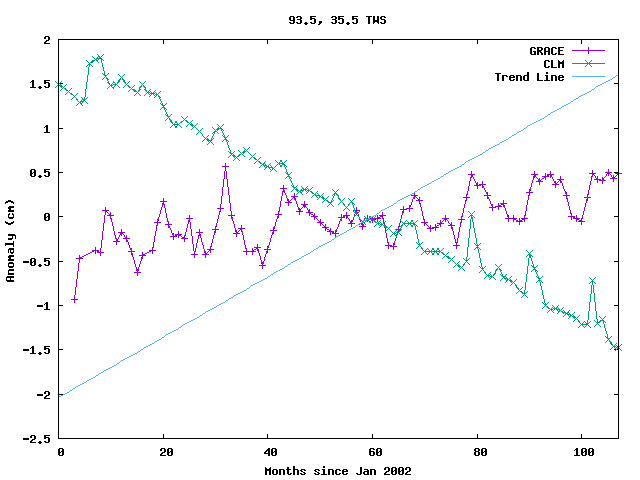 93.5, 35.5 TWS
GRACE
CLM
Trend Line
2
1.5
1
0.5
0
-0.5
-1
-1.5
-2
-2.5
Anomaly (cm)
0 20 40 60 80 100
Months since Jan 2002